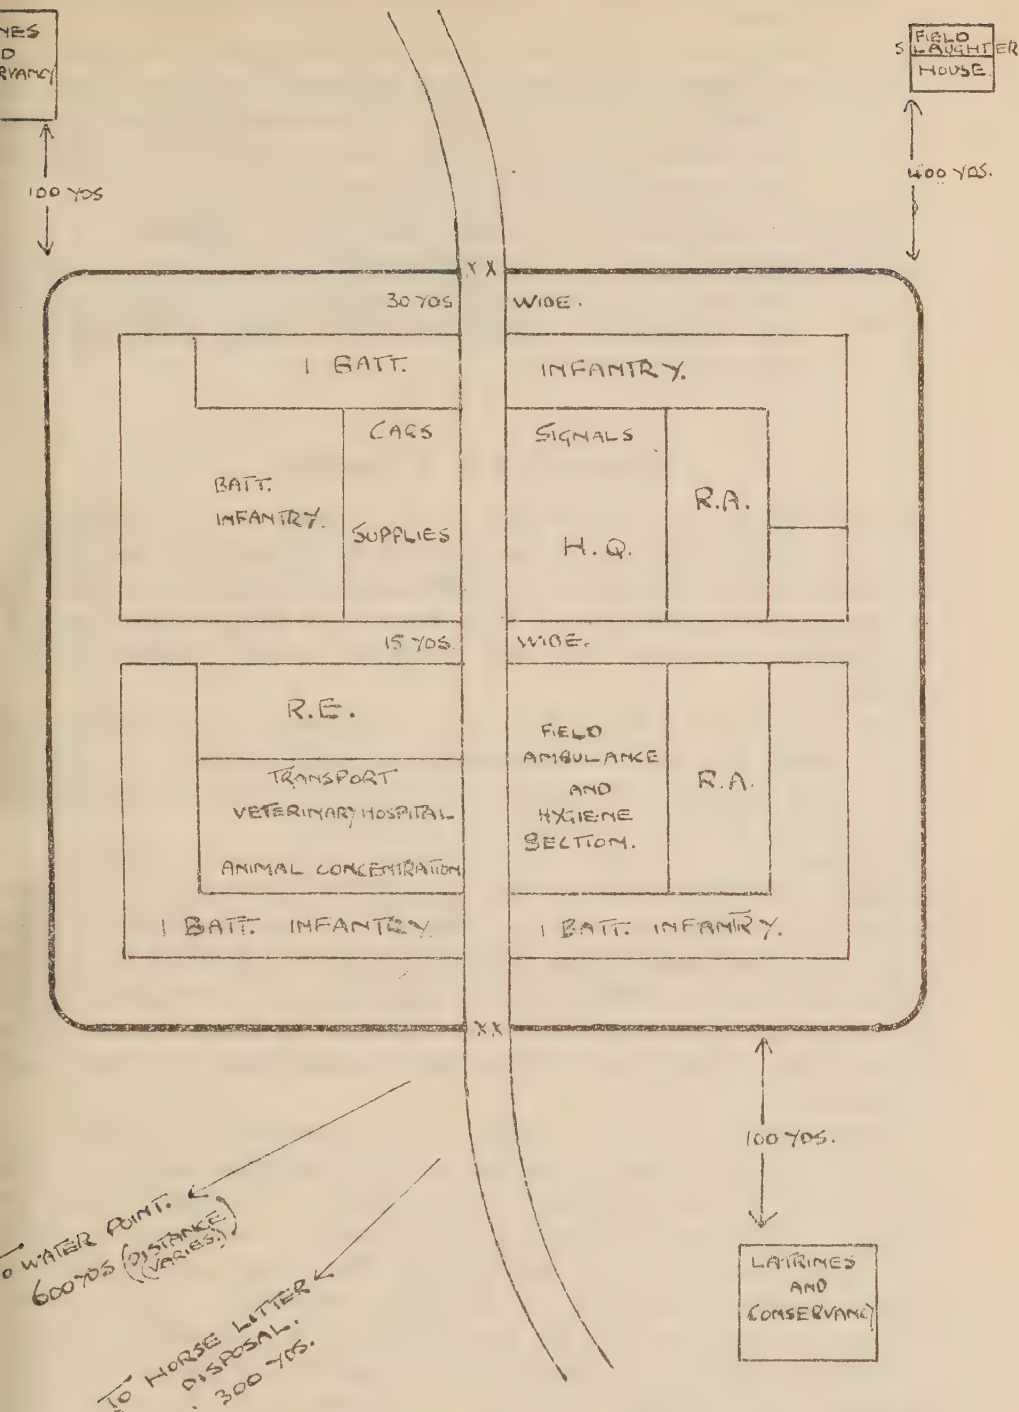 NES
D
RVANCY
FIELD
SLAUGHTER
HOUSE.
100 YDS
400 YDS.
X X
30 YDS WIDE.
1 BATT. INFANTRY.
CARS
SIGNALS
BATT.
INFANTRY.
R.A.
SUPPLIES
H.Q.
15 YDS. WIDE.
R.E.
FIELD
AMBULANCE
AND
HYGIENE
SECTION.
R.A.
TRANSPORT
VETERINARY HOSPITAL
ANIMAL CONCENTRATION
1 BATT. INFANTRY.
1 BATT. INFANTRY.
X X
100 YDS.
TO WATER POINT.
600 YDS (DISTANCE
(VARIES.)
LATRINES
AND
CONSERVANCY
TO HORSE LITTER
DISPOSAL.
300 YDS.